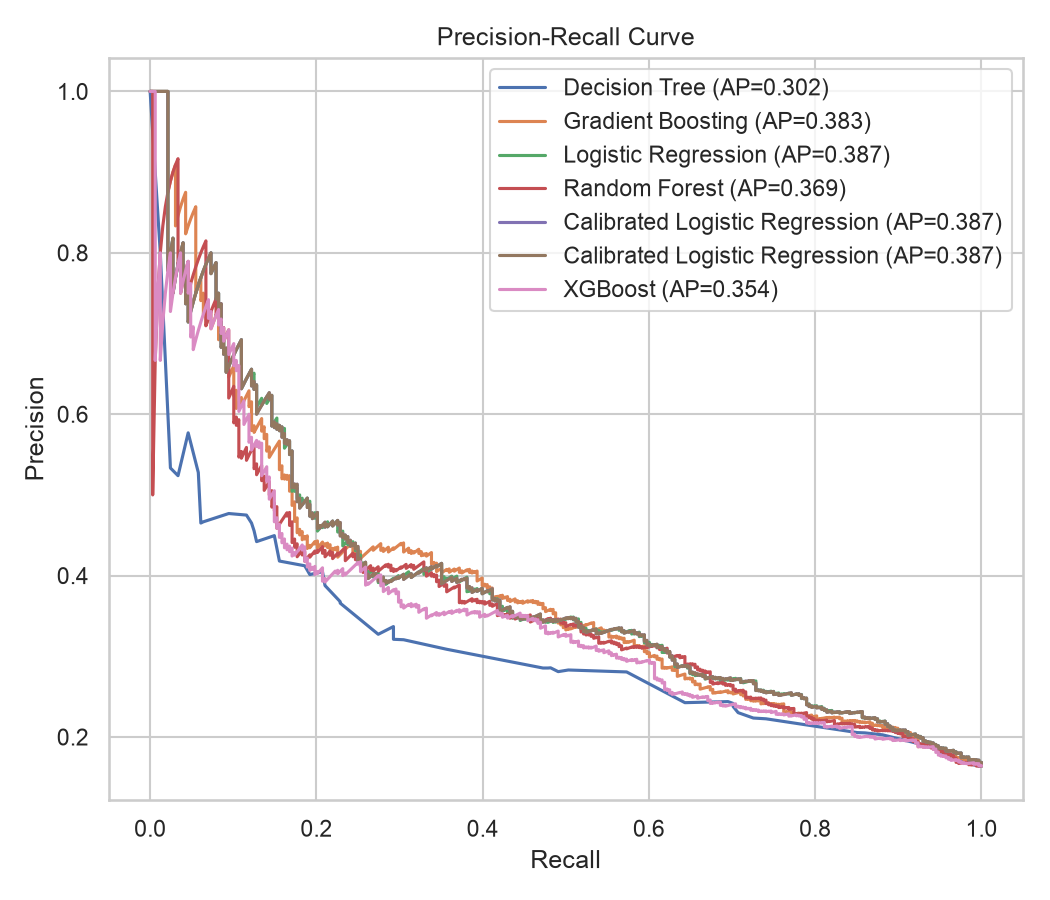 Precision-Recall Curve
Decision Tree (AP=0.302)
Gradient Boosting (AP=0.383)
Logistic Regression (AP=0.387)
Random Forest (AP=0.369)
Calibrated Logistic Regression (AP=0.387)
Calibrated Logistic Regression (AP=0.387)
XGBoost (AP=0.354)
Precision
1.0
0.8
0.6
0.4
0.2
0.0 0.2 0.4 0.6 0.8 1.0
Recall